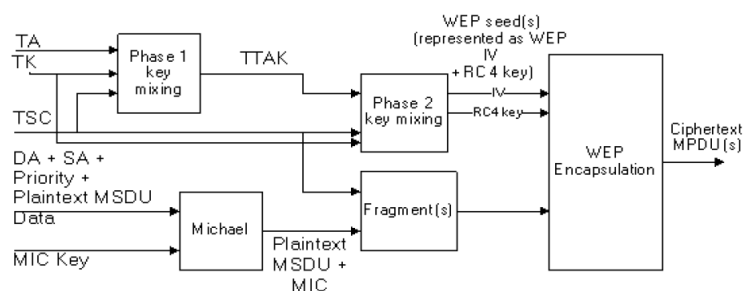 TA
TK
Phase 1
key
mixing
TTAK
WEP seed(s)
(represented as WEP
IV
+ RC4 key)
Phase 2
key mixing
IV
RC4 key
TSC
WEP
Encapsulation
Ciphertext
MPDU(s)
DA + SA +
Priority +
Plaintext MSDU
Data
MIC Key
Michael
Fragment(s)
Plaintext
MSDU +
MIC